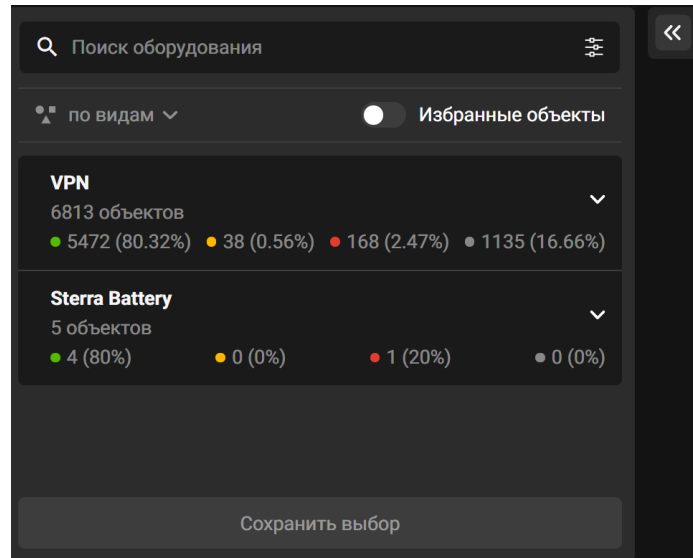 Поиск оборудования
по видам
Избранные объекты
VPN
6813 объектов
5472 (80.32%) 38 (0.56%) 168 (2.47%) 1135 (16.66%)
Sterra Battery
5 объектов
4 (80%) 0 (0%) 1 (20%) 0 (0%)
Сохранить выбор